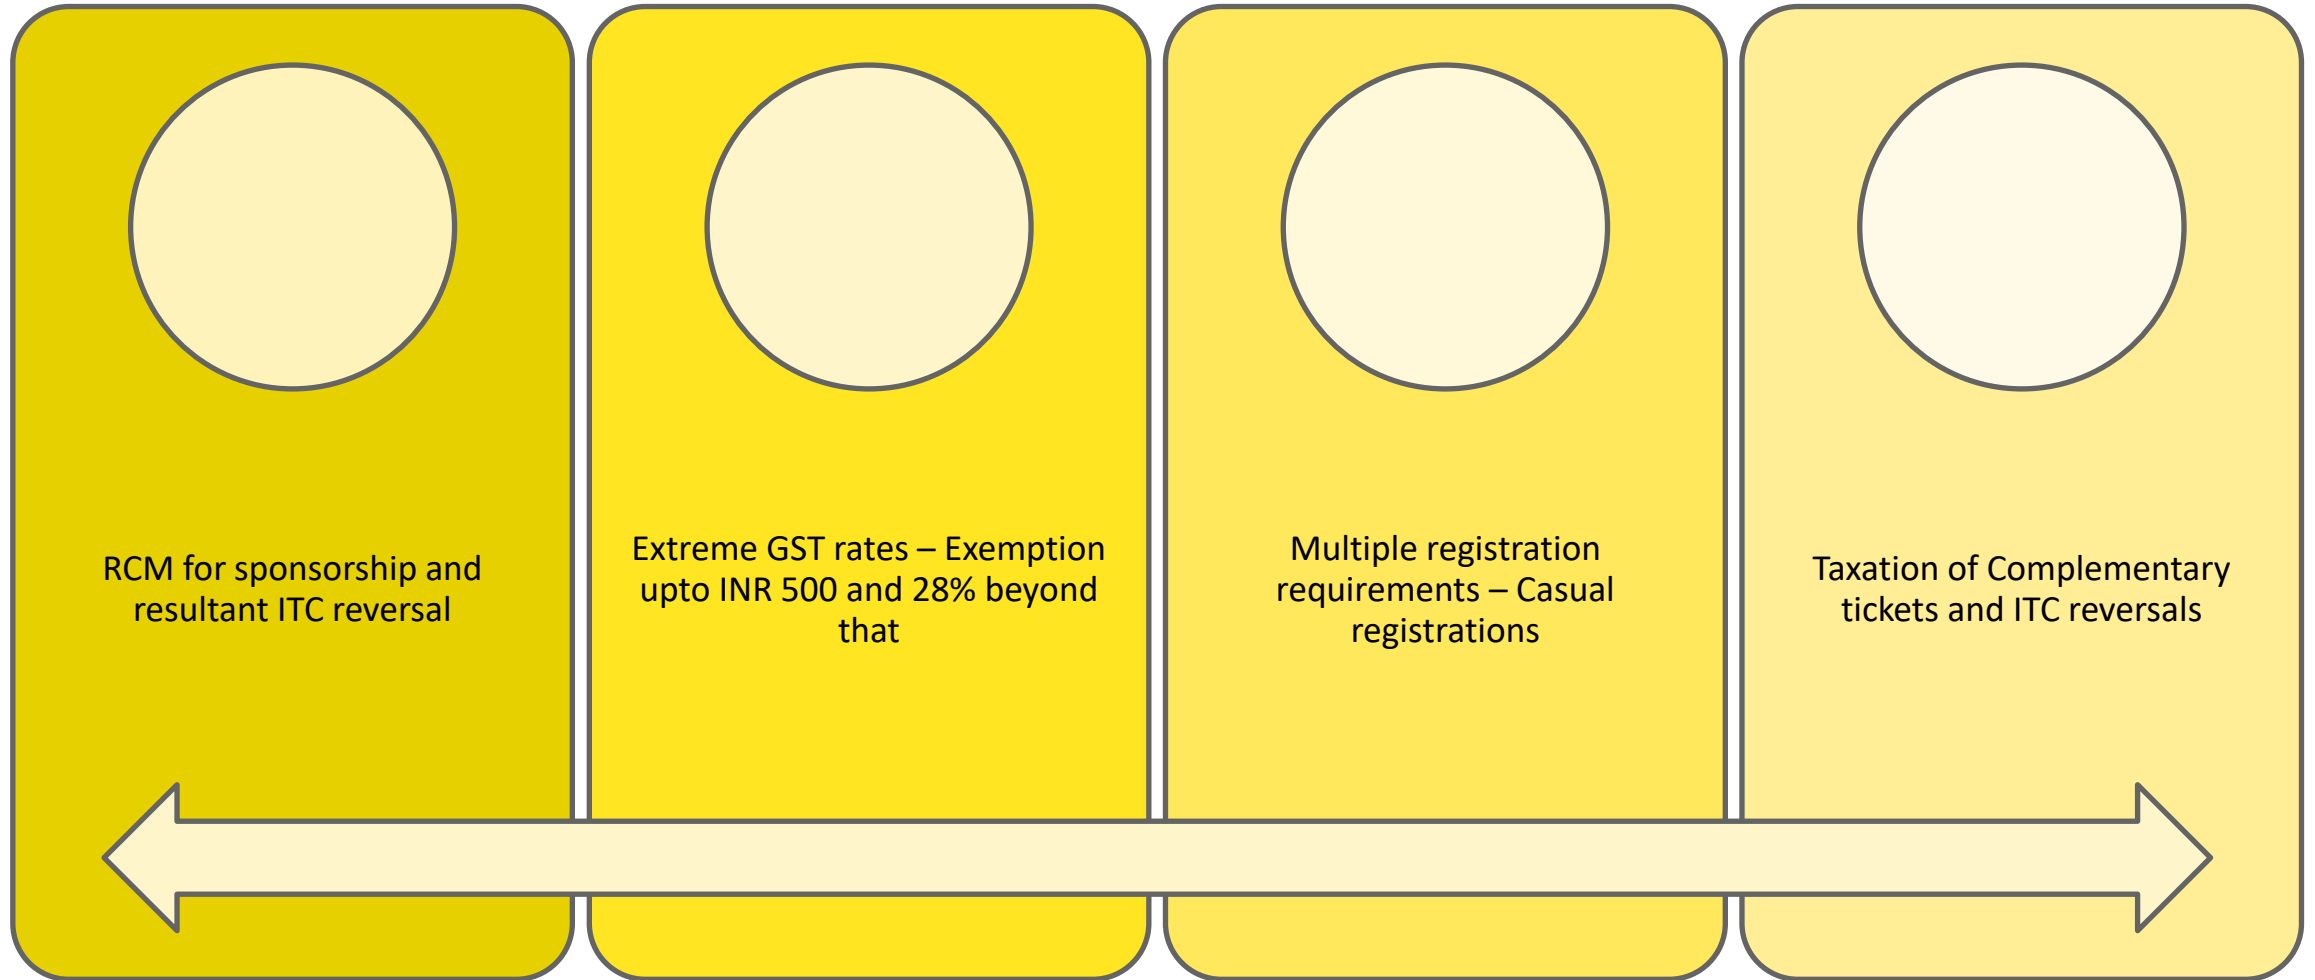 RCM for sponsorship and
resultant ITC reversal
Extreme GST rates – Exemption
upto INR 500 and 28% beyond
that
Multiple registration
requirements – Casual
registrations
Taxation of Complementary
tickets and ITC reversals